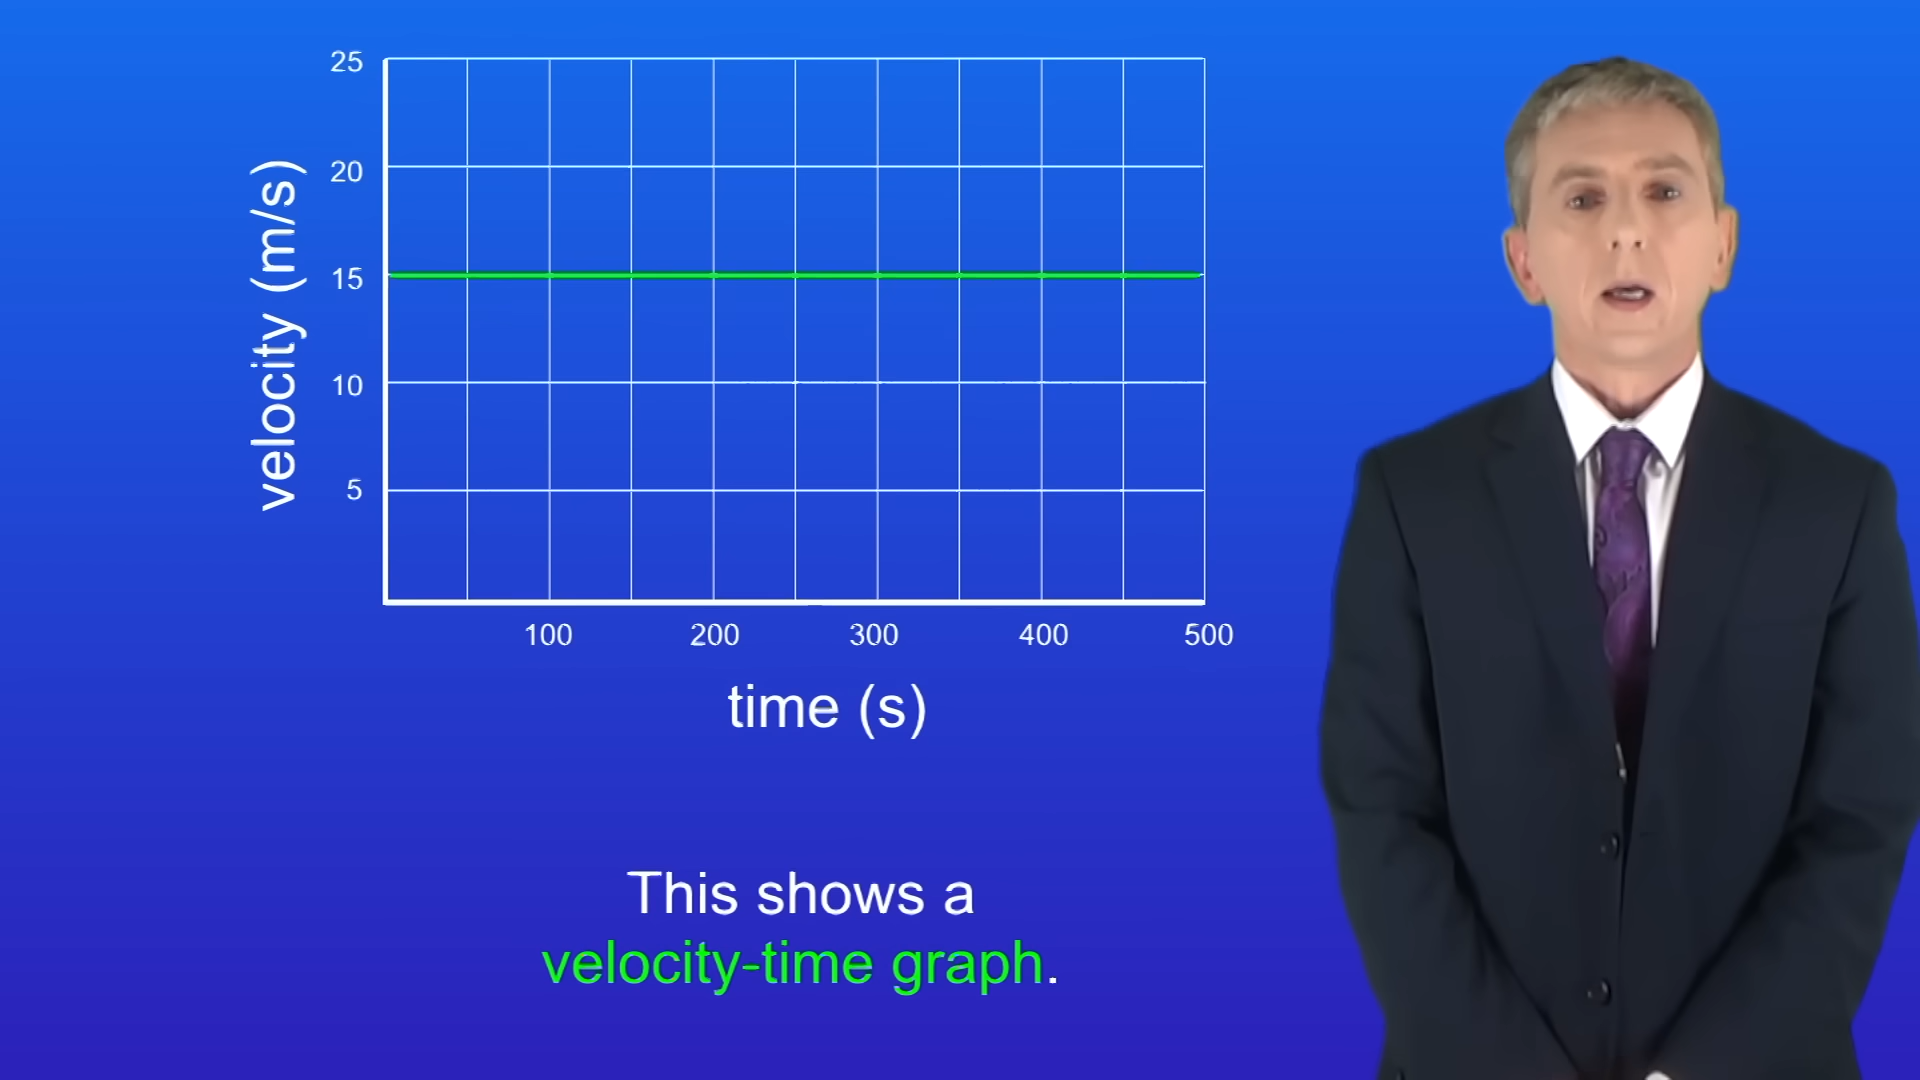 25
20
15
10
5
velocity (m/s)
100 200 300 400 500
time (s)
This shows a
velocity-time graph.